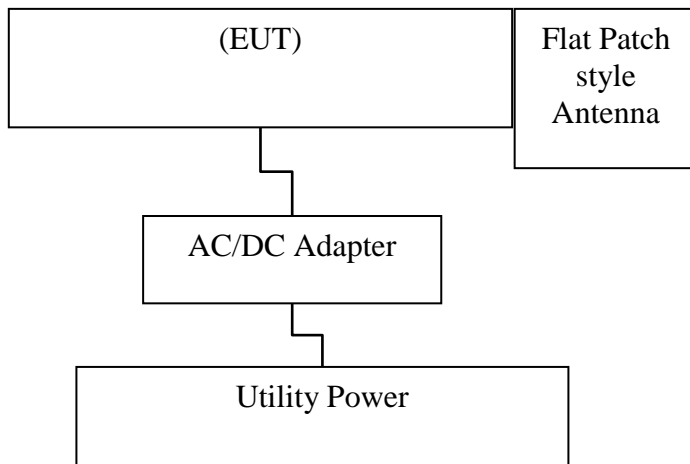 (EUT)
Flat Patch
style
Antenna
AC/DC Adapter
Utility Power